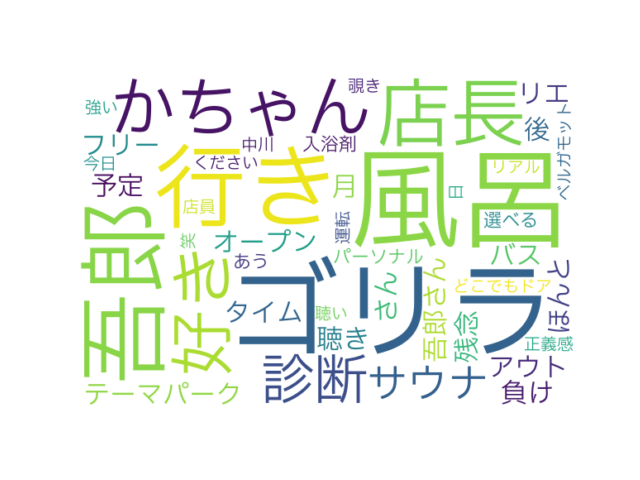 覗き
かちゃん
店長
リエ
強い
ベルガモット
フリー
中川
入浴剤
後
今日
行き
ください
風呂
リアル
予定
月
日
店員
選べる
吾郎
笑
オープン
運転
パーソナル
バス
好き
あう
さん
吾郎さん
どこでもドア
ほんと
ゴリラ
タイム
聴い
聴き
残念
正義感
診断
サウナ
アウト
テーマパーク
負け